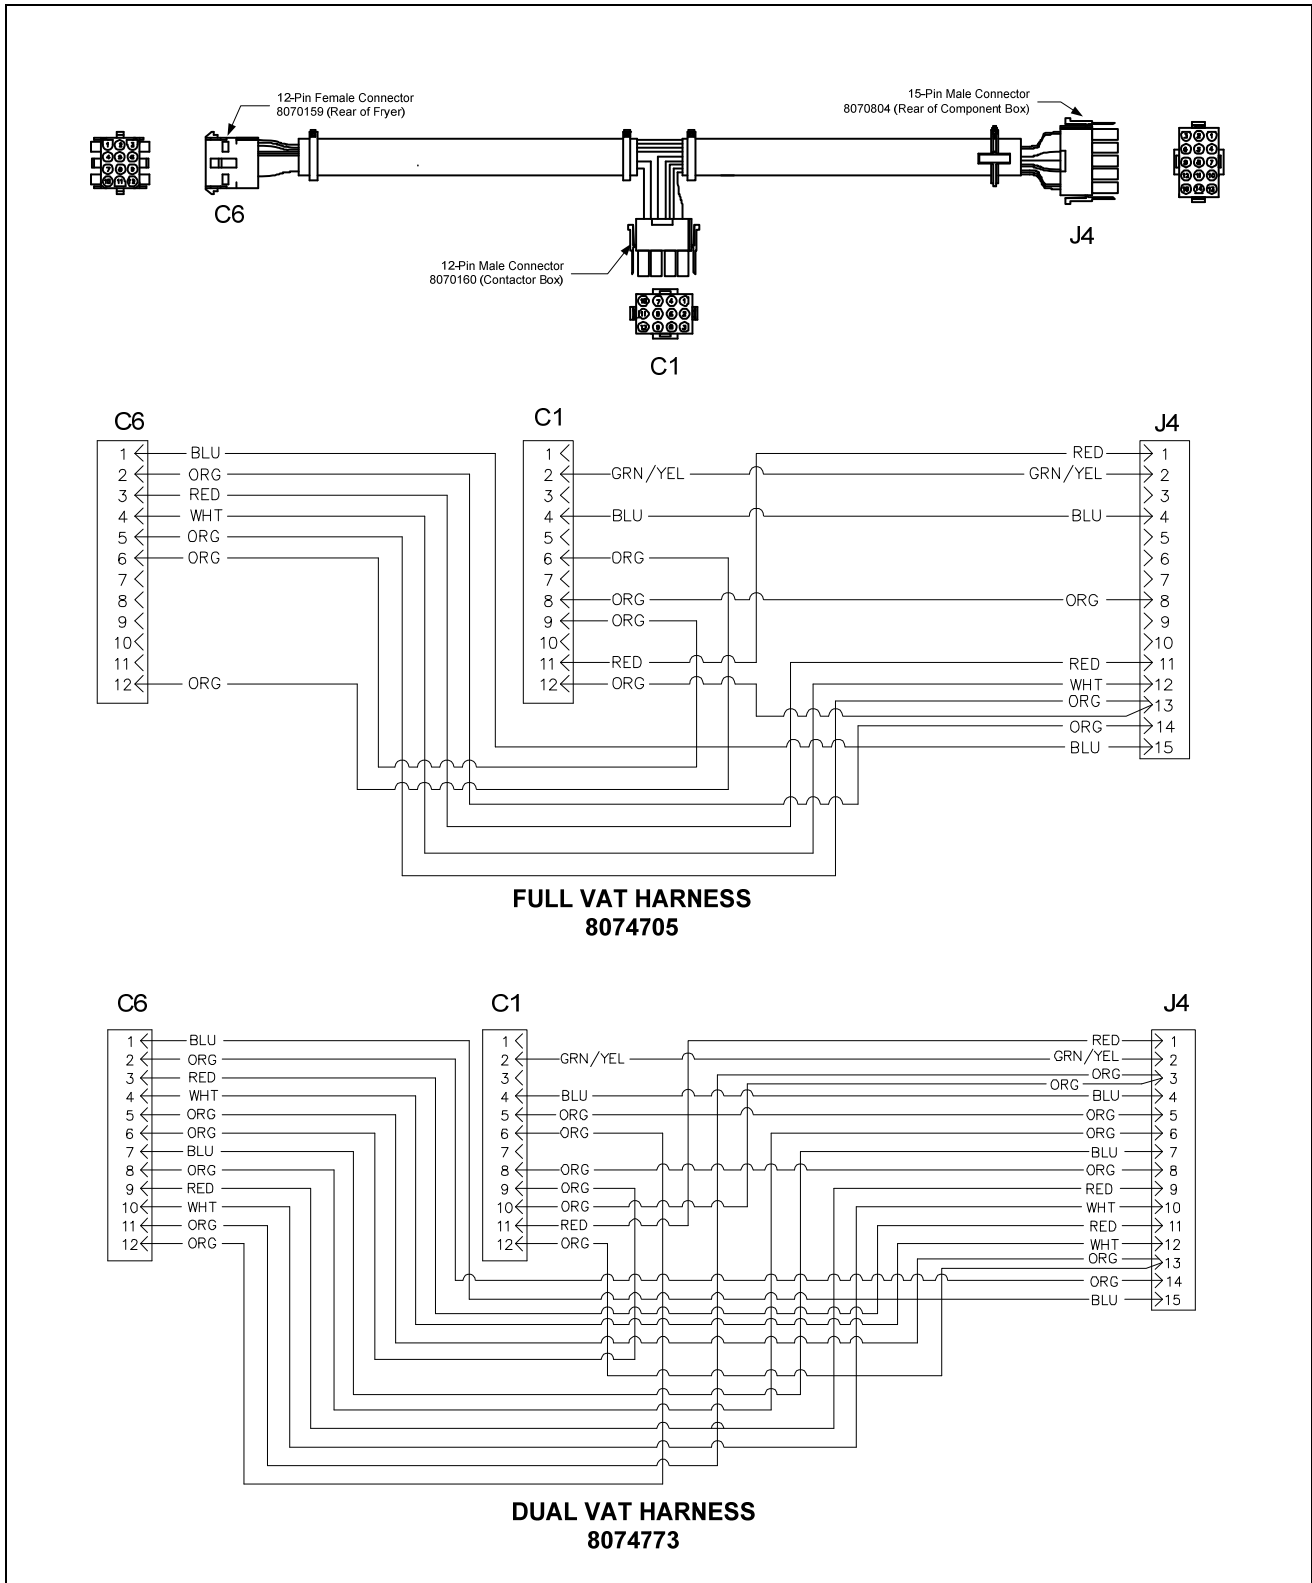 12-Pin Female Connector
8070159 (Rear of Fryer)
15-Pin Male Connector
8070804 (Rear of Component Box)
C6
J4
12-Pin Male Connector
8070160 (Contactor Box)
C1
C6 C1 J4
1 BLU 1 RED 1
2 ORG 2 GRN/YEL GRN/YEL 2
3 RED 3 3
4 WHT 4 BLU BLU 4
5 ORG 5 5
6 ORG 6 ORG 6
7 7 7
8 8 ORG ORG 8
9 9 ORG 9
10 10 10
11 11 RED RED 11
12 ORG 12 ORG WHT 12
ORG 13
ORG 14
BLU 15
FULL VAT HARNESS
8074705
C6 C1 J4
1 BLU 1 RED 1
2 ORG 2 GRN/YEL GRN/YEL 2
3 RED 3 ORG 3
ORG
4 WHT 4 BLU BLU 4
5 ORG 5 ORG ORG 5
6 ORG 6 ORG ORG 6
7 BLU 7 BLU 7
8 ORG 8 ORG ORG 8
9 RED 9 ORG RED 9
10 WHT 10 ORG WHT 10
11 ORG 11 RED RED 11
12 ORG 12 ORG WHT 12
ORG 13
ORG 14
BLU 15
DUAL VAT HARNESS
8074773